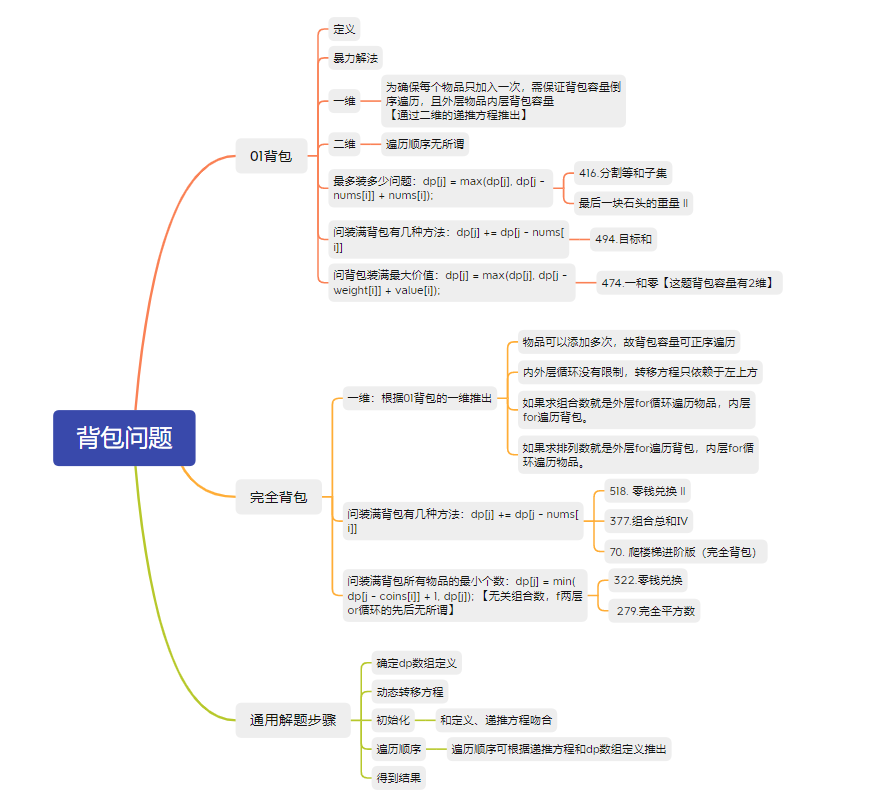 背包问题
01背包
定义
暴力解法
一维
为确保每个物品只加入一次，需保证背包容量倒
序遍历，且外层物品内层背包容量
【通过二维的递推方程推出】
二维
遍历顺序无所谓
最多装多少问题：dp[j] = max(dp[j], dp[j -
nums[i]] + nums[i]);
416.分割等和子集
最后一块石头的重量 II
问装满背包有几种方法：dp[j] += dp[j - nums[
i]]
494.目标和
问背包装满最大价值：dp[j] = max(dp[j], dp[j -
weight[i]] + value[i]);
474.一和零【这题背包容量有2维】
完全背包
一维：根据01背包的一维推出
物品可以添加多次，故背包容量可正序遍历
内外层循环没有限制，转移方程只依赖于左上方
如果求组合数就是外层for循环遍历物品，内层
for遍历背包。
如果求排列数就是外层for遍历背包，内层for循
环遍历物品。
问装满背包有几种方法：dp[j] += dp[j - nums[
i]]
518. 零钱兑换 II
377.组合总和IV
70. 爬楼梯进阶版（完全背包）
问装满背包所有物品的最小个数：dp[j] = min(
dp[j - coins[i]] + 1, dp[j]); 【无关组合数，f两层
or循环的先后无所谓】
322.零钱兑换
279.完全平方数
通用解题步骤
确定dp数组定义
动态转移方程
初始化
和定义、递推方程吻合
遍历顺序
遍历顺序可根据递推方程和dp数组定义推出
得到结果